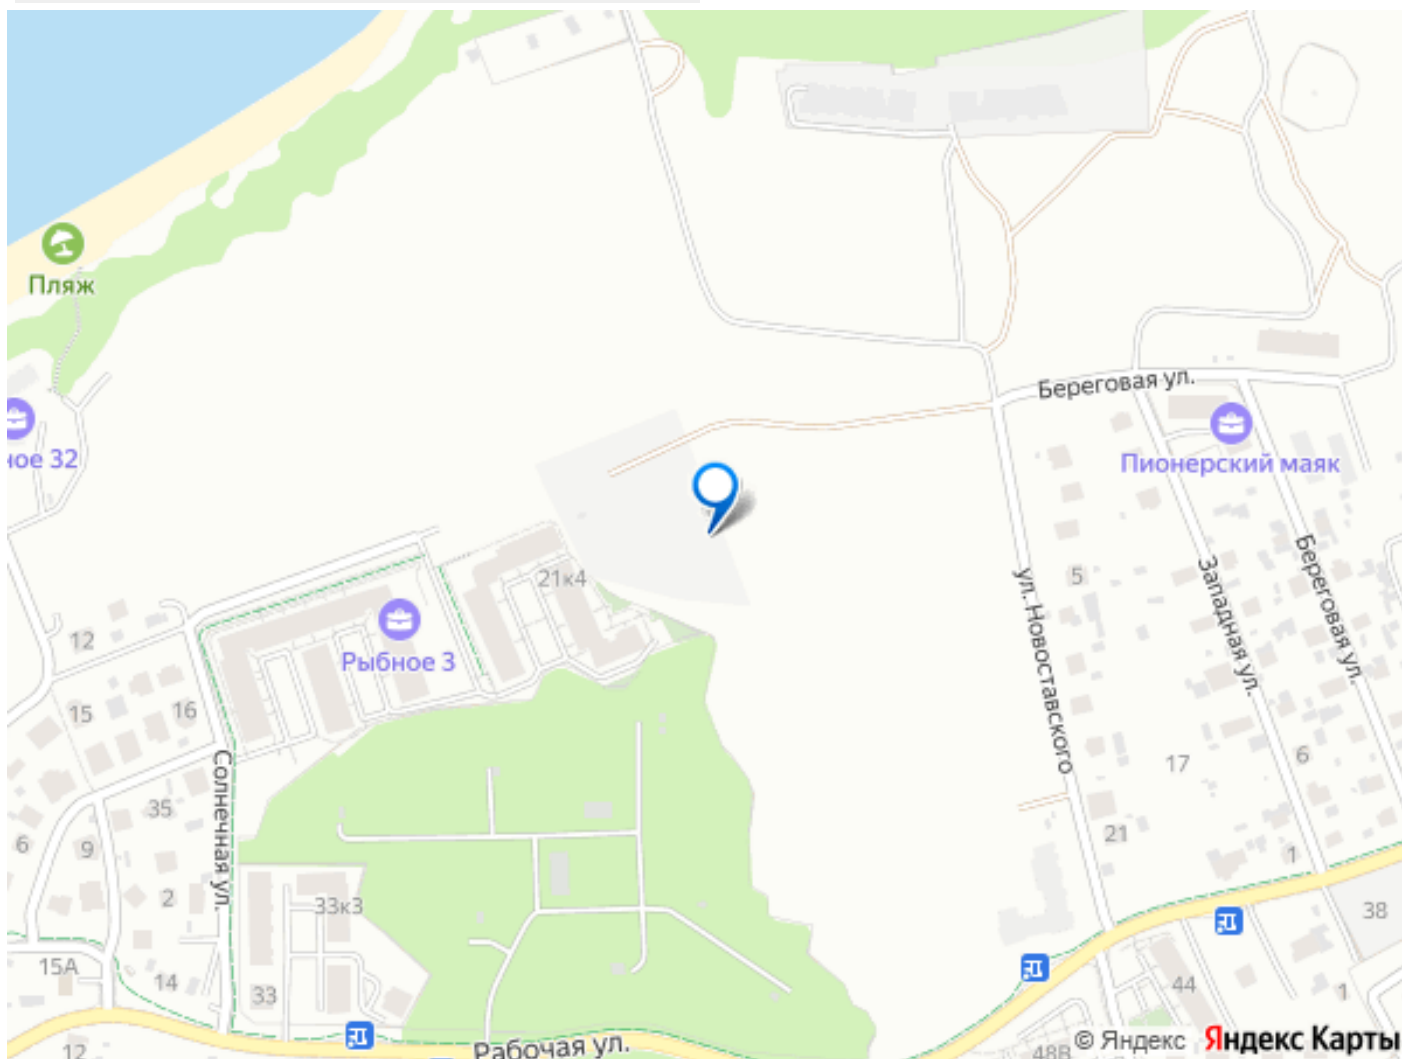 Пляж
Береговая ул.
ное 32
Пионерский маяк
21к4
5
ул. Новоставского
Западная ул.
Береговая ул.
12
Рыбное 3
15
16
Солнечная ул.
17
6
35
6
9
21
1
2
33к3
38
15А
14
33
44
1
12
Рабочая ул.
48В
© Яндекс
Яндекс Карты